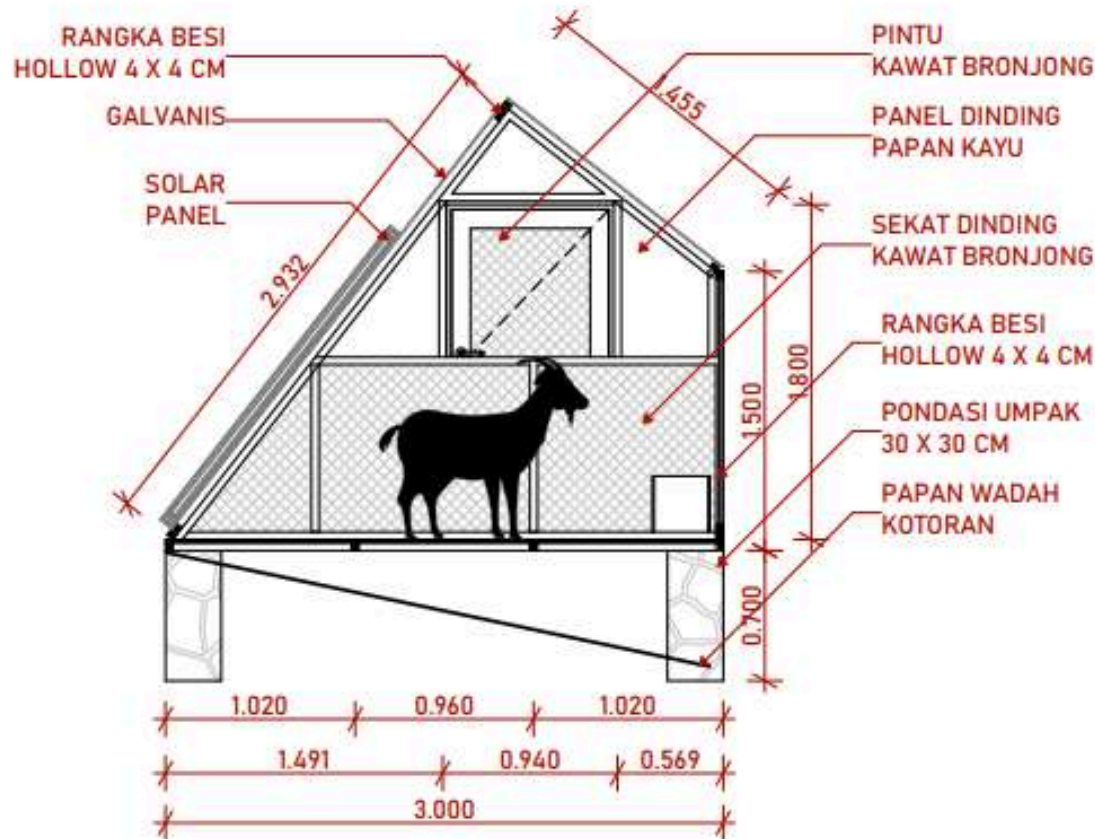 RANGKA BESI
HOLLOW 4 X 4 CM
GALVANIS
SOLAR
PANEL
2.932
1.455
PINTU
KAWAT BRONJONG
PANEL DINDING
PAPAN KAYU
SEKAT DINDING
KAWAT BRONJONG
RANGKA BESI
HOLLOW 4 X 4 CM
PONDASI UMPAK
30 X 30 CM
PAPAN WADAH
KOTORAN
1.500
1.800
0.700
1.020 0.960 1.020
1.491 0.940 0.569
3.000